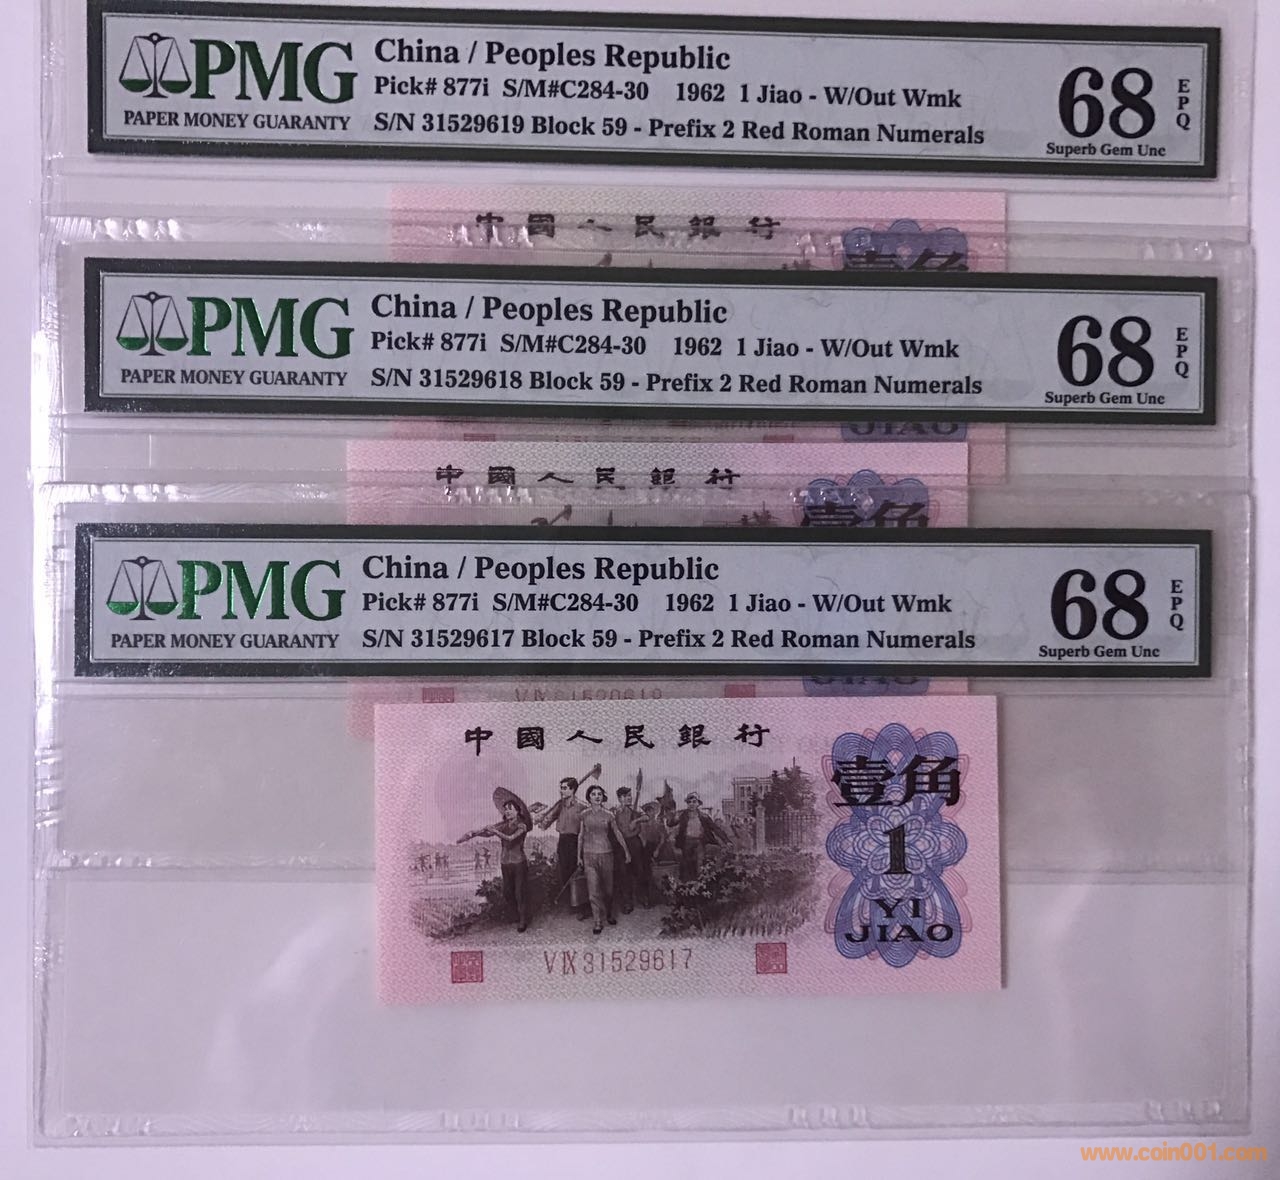 PMG
PAPER MONEY GUARANTY
China / Peoples Republic
Pick# 877i S/M#C284-30 1962 1 Jiao - W/Out Wmk
S/N 31529619 Block 59 - Prefix 2 Red Roman Numerals
68
EPQ
Superb Gem Unc
中國人民銀行
壹角
PMG
PAPER MONEY GUARANTY
China / Peoples Republic
Pick# 877i S/M#C284-30 1962 1 Jiao - W/Out Wmk
S/N 31529618 Block 59 - Prefix 2 Red Roman Numerals
68
EPQ
Superb Gem Unc
JIAO
中國人民銀行
壹角
PMG
PAPER MONEY GUARANTY
China / Peoples Republic
Pick# 877i S/M#C284-30 1962 1 Jiao - W/Out Wmk
S/N 31529617 Block 59 - Prefix 2 Red Roman Numerals
68
EPQ
Superb Gem Unc
中國人民銀行
壹角
1
YI
JIAO
V IX 31529617
www.coin001.com